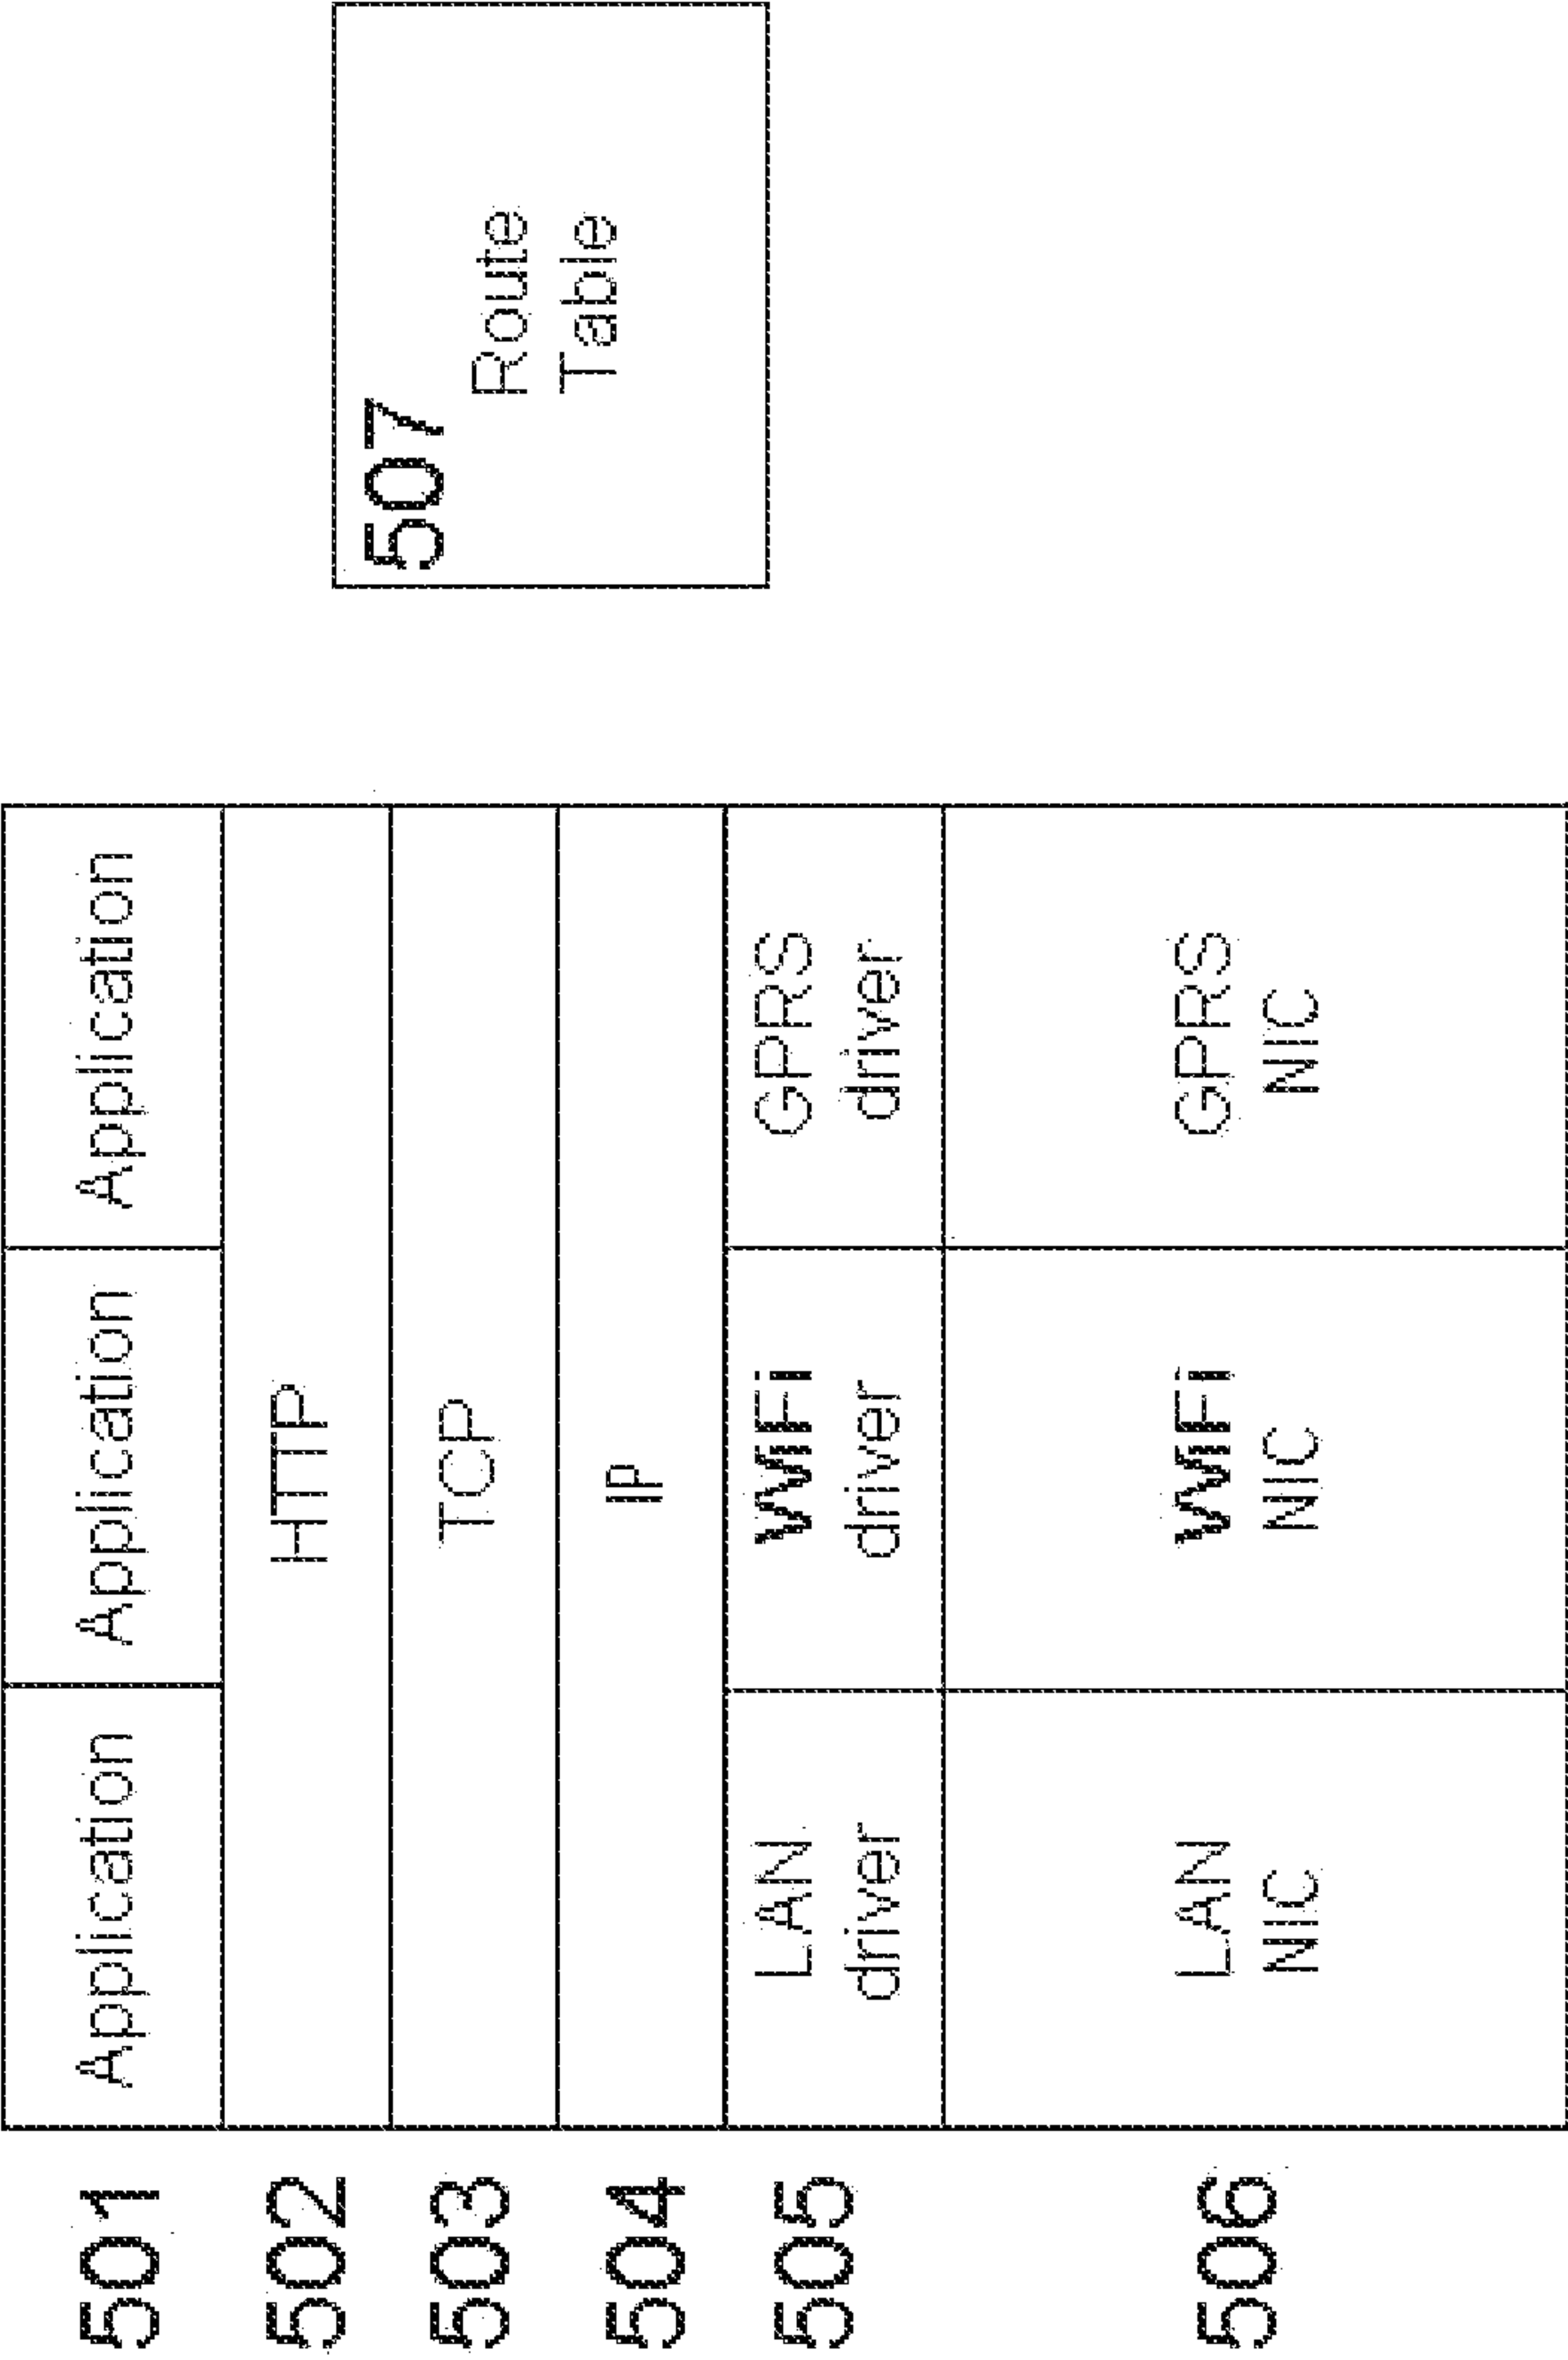 501 Application Application Application
502 HTTP
503 TCP
504 IP
505 LAN driver WiFi driver GPRS driver
506 LAN NIC WiFi NIC GPRS NIC
507
Route
Table